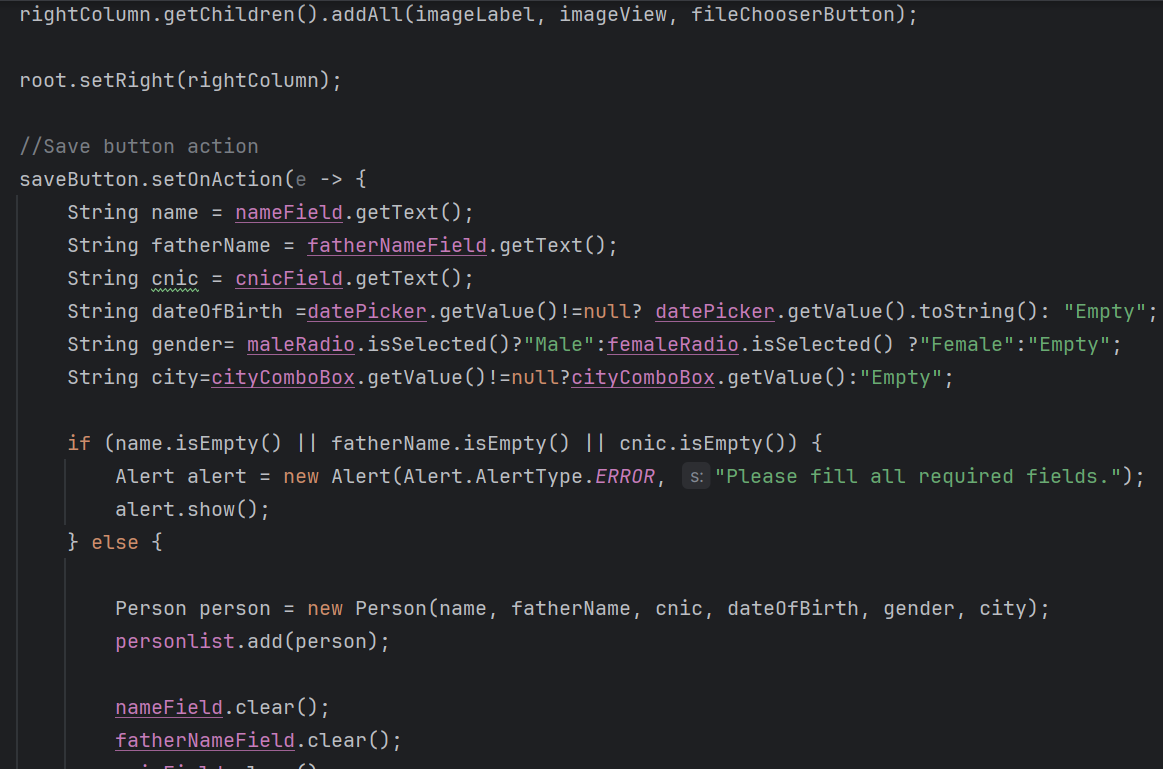 rightColumn.getChildren().addAll(imageLabel, imageView, fileChooserButton);
root.setRight(rightColumn);
//Save button action
saveButton.setOnAction(e -> {
String name = nameField.getText();
String fatherName = fatherNameField.getText();
String cnic = cnicField.getText();
String dateOfBirth =datePicker.getValue()!=null? datePicker.getValue().toString(): "Empty";
String gender= maleRadio.isSelected()?"Male":femaleRadio.isSelected() ?"Female":"Empty";
String city=cityComboBox.getValue()!=null?cityComboBox.getValue():"Empty";
if (name.isEmpty() || fatherName.isEmpty() || cnic.isEmpty()) {
Alert alert = new Alert(Alert.AlertType.ERROR, s: "Please fill all required fields.");
alert.show();
} else {
Person person = new Person(name, fatherName, cnic, dateOfBirth, gender, city);
personlist.add(person);
nameField.clear();
fatherNameField.clear();